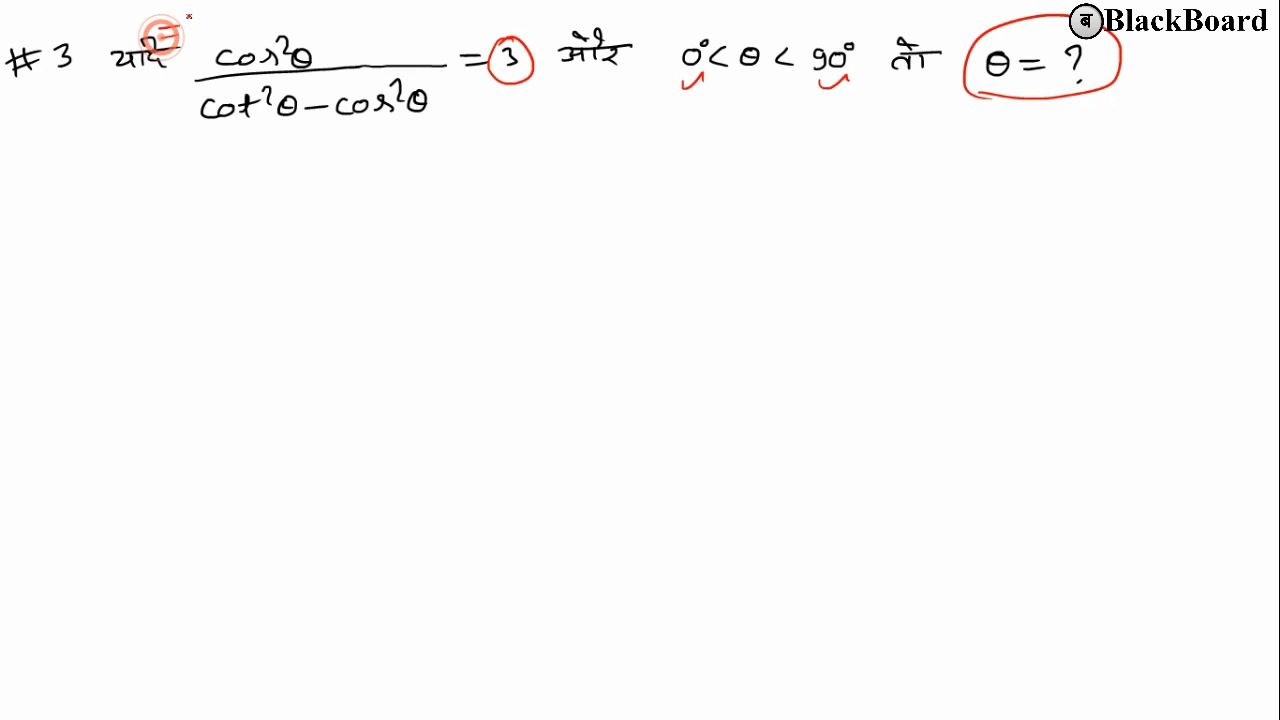 BlackBoard
# 3 यदि cos²θ / (cot²θ – cos²θ) = 3 और 0° < θ < 90° तो θ = ?